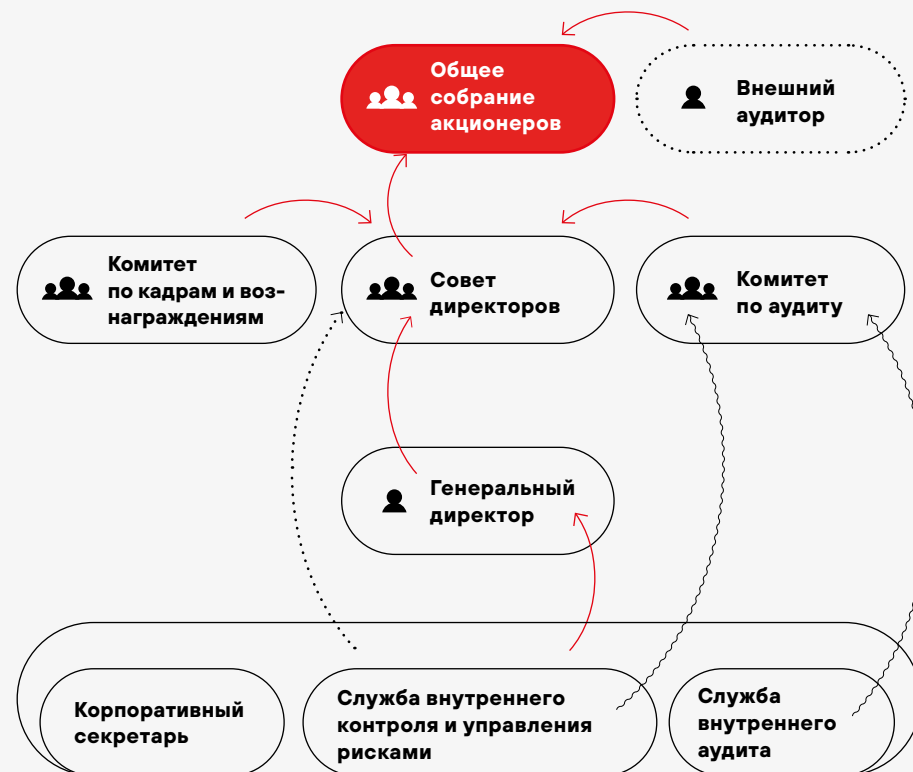 Общее
собрание
акционеров
Внешний
аудитор
Комитет
по кадрам и воз-
награждениям
Совет
директоров
Комитет
по аудиту
Генеральный
директор
Корпоративный
секретарь
Служба внутреннего
контроля и управления
рисками
Служба
внутреннего
аудита